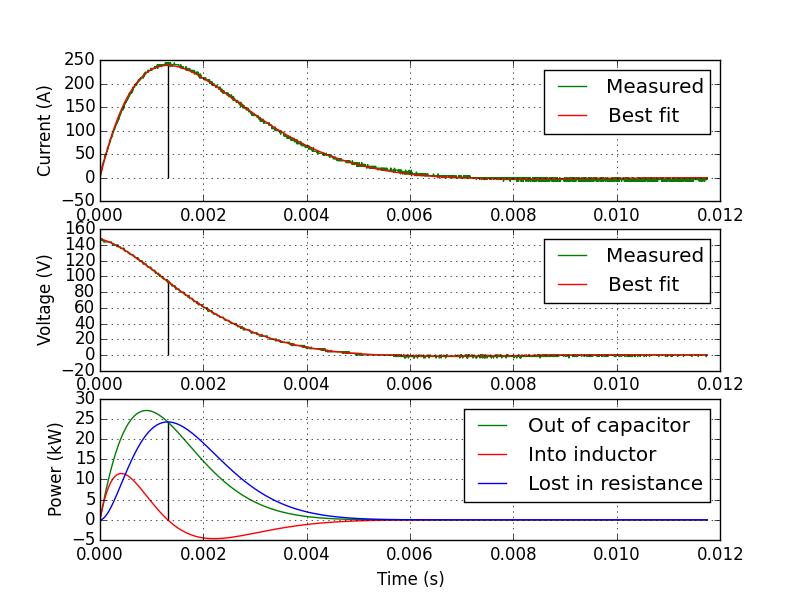 250
200
150
100
50
0
−50
Current (A)
Measured
Best fit
0.000 0.002 0.004 0.006 0.008 0.010 0.012
160
140
120
100
80
60
40
20
0
−20
Voltage (V)
Measured
Best fit
0.000 0.002 0.004 0.006 0.008 0.010 0.012
30
25
20
15
10
5
0
−5
Power (kW)
Out of capacitor
Into inductor
Lost in resistance
0.000 0.002 0.004 0.006 0.008 0.010 0.012
Time (s)